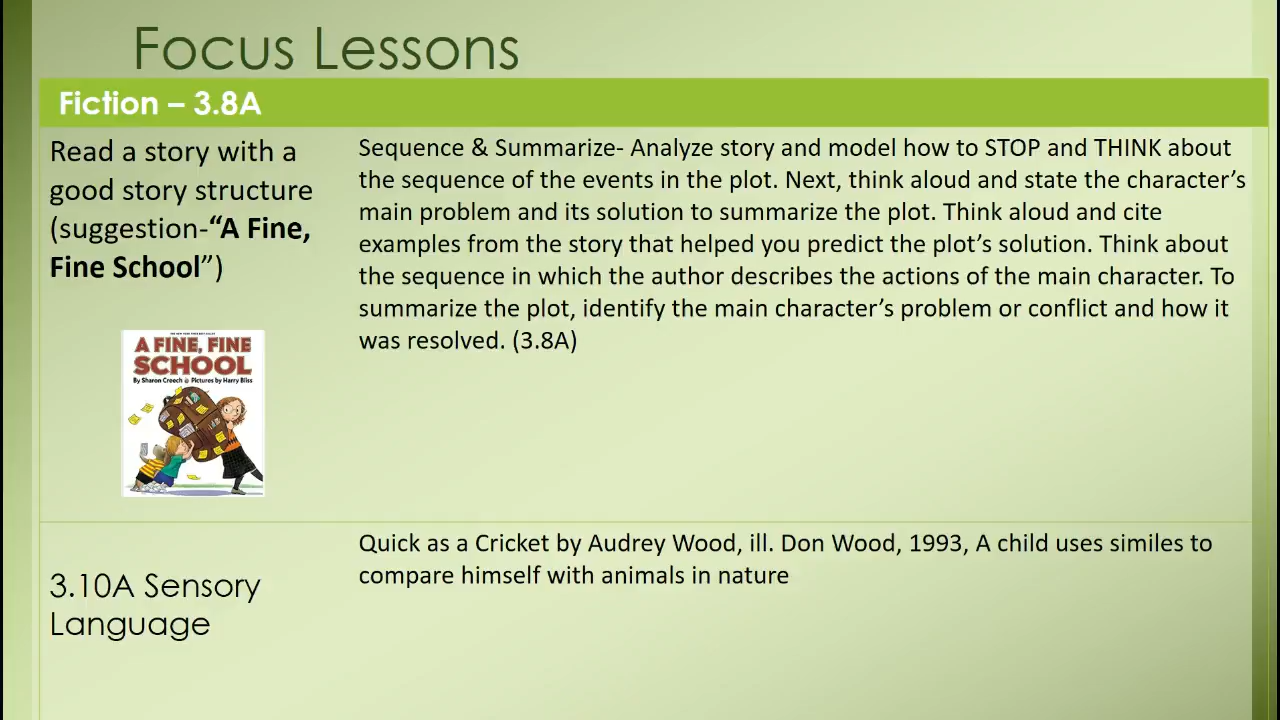 Focus Lessons
Fiction – 3.8A
Read a story with a
good story structure
(suggestion-“A Fine,
Fine School”)
A FINE, FINE
SCHOOL
By Sharon Creech Pictures by Harry Bliss
Sequence & Summarize- Analyze story and model how to STOP and THINK about
the sequence of the events in the plot. Next, think aloud and state the character’s
main problem and its solution to summarize the plot. Think aloud and cite
examples from the story that helped you predict the plot’s solution. Think about
the sequence in which the author describes the actions of the main character. To
summarize the plot, identify the main character’s problem or conflict and how it
was resolved. (3.8A)
3.10A Sensory
Language
Quick as a Cricket by Audrey Wood, ill. Don Wood, 1993, A child uses similes to
compare himself with animals in nature